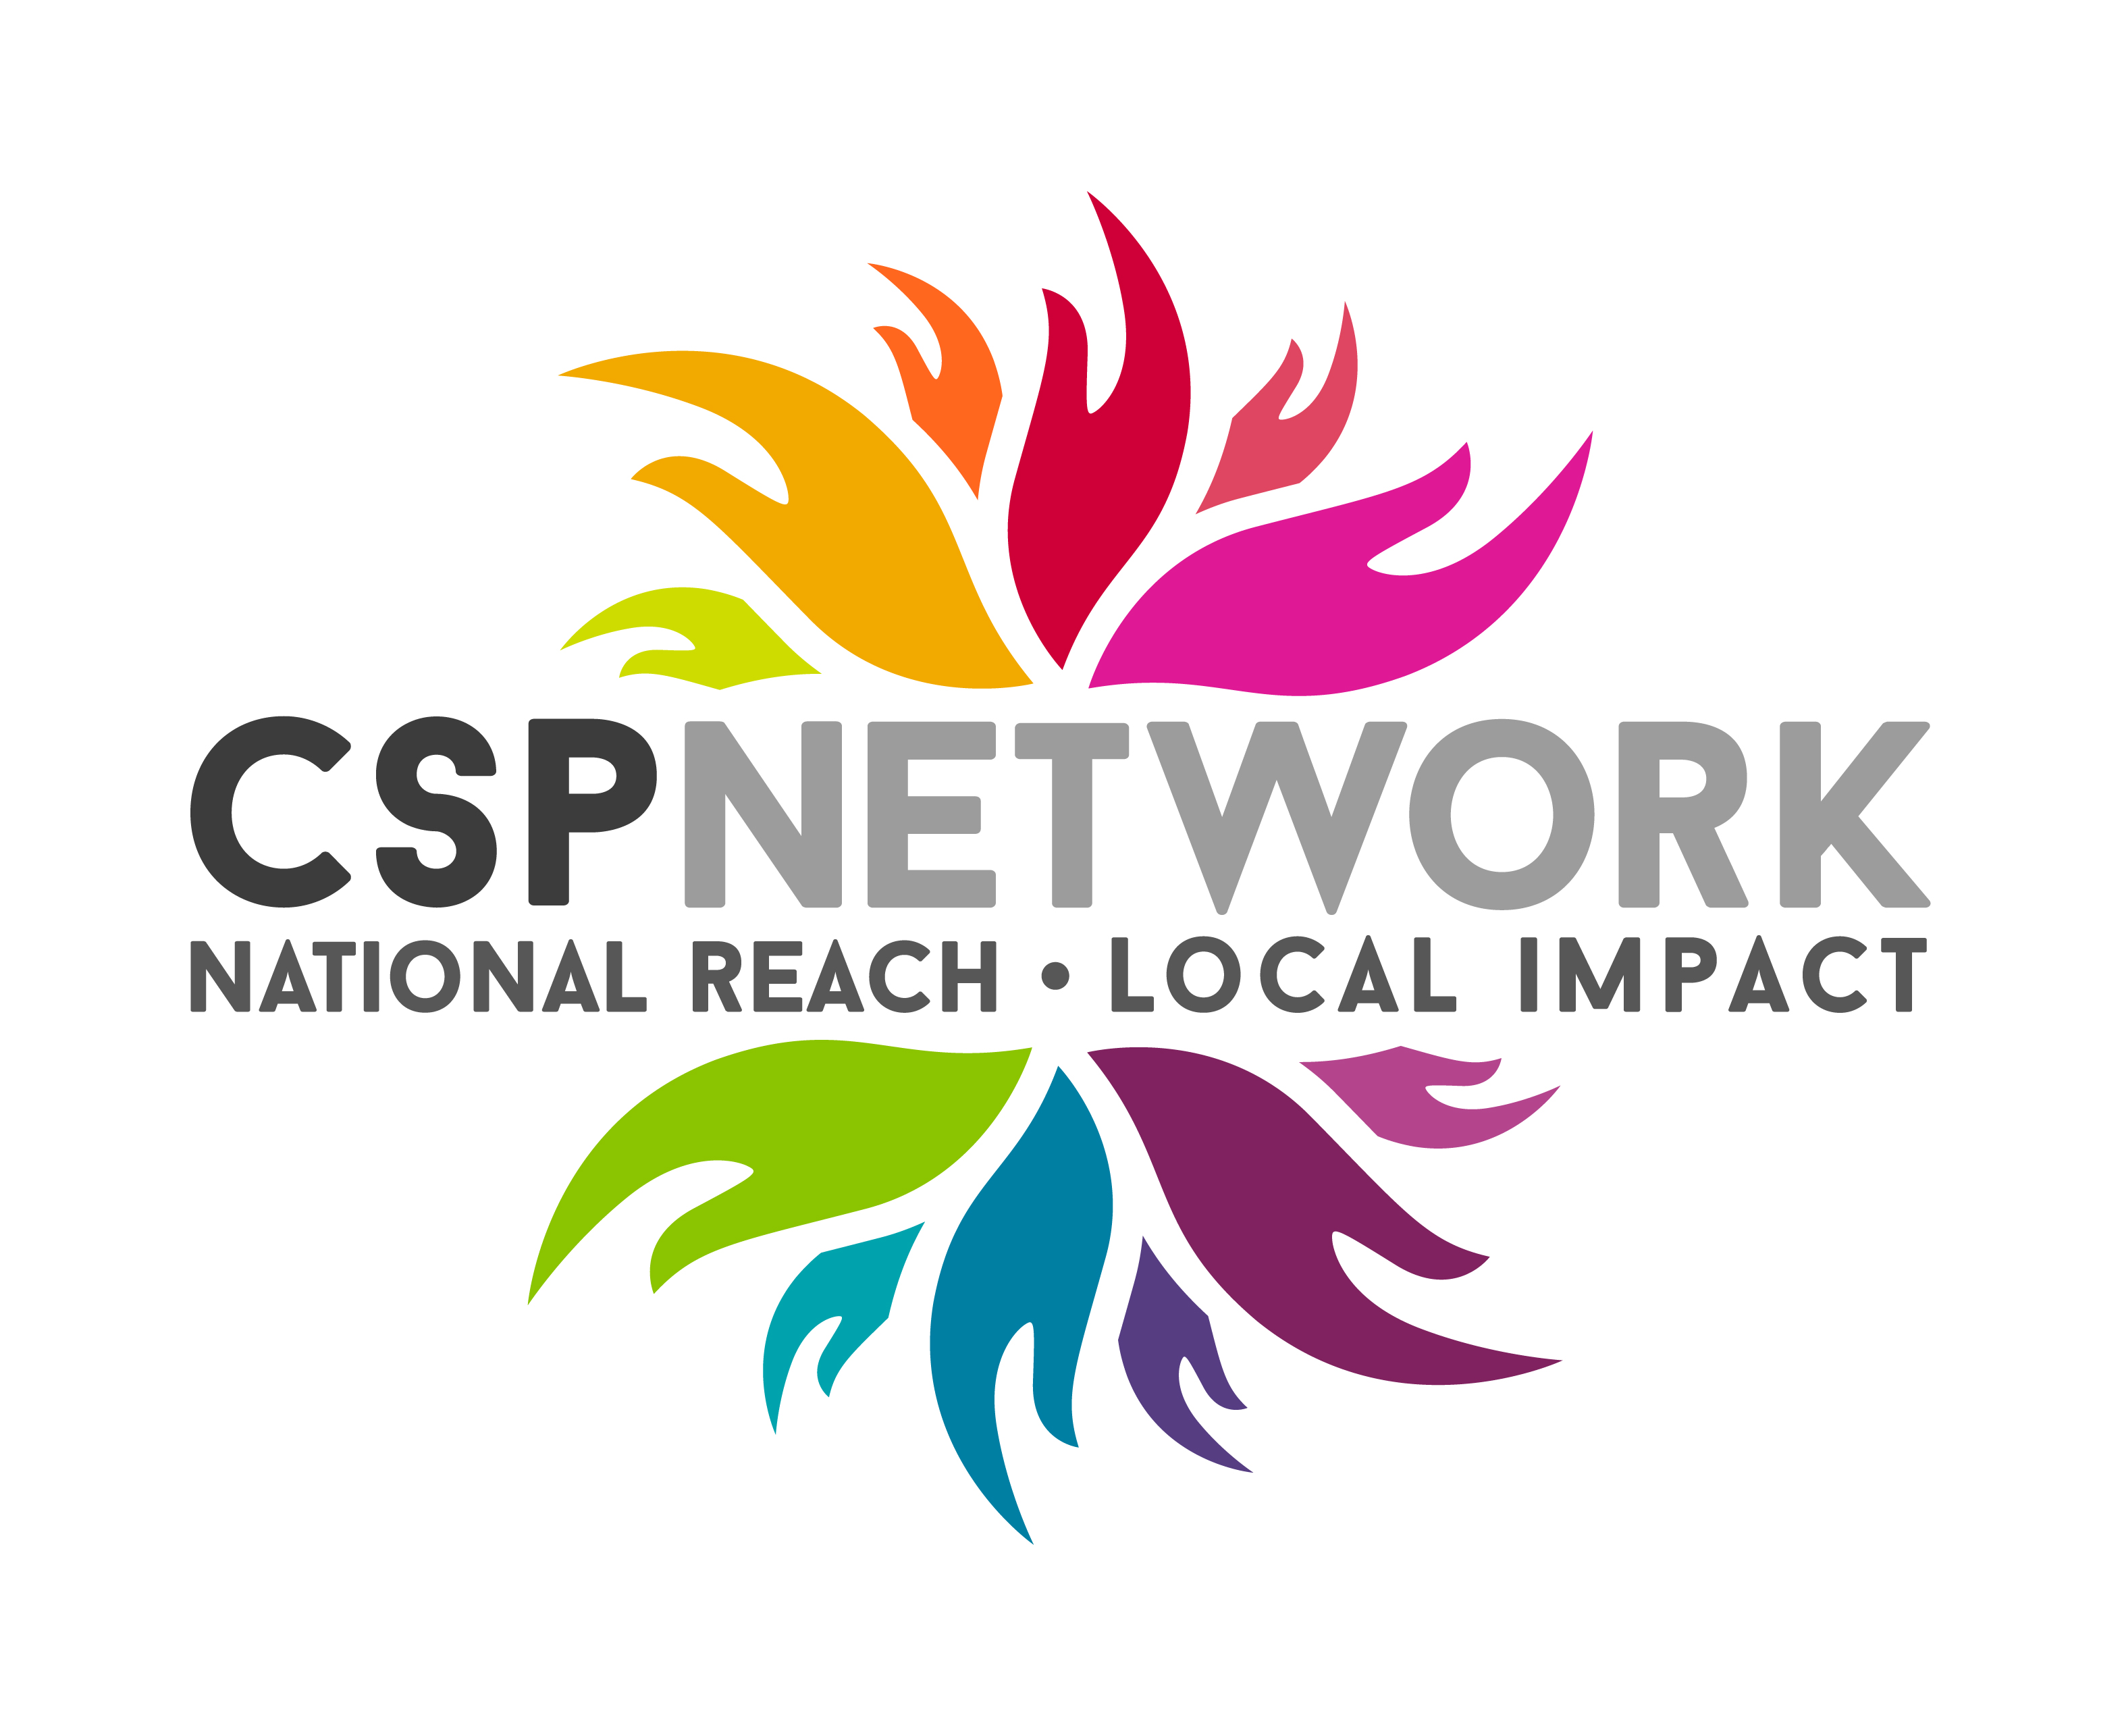 CSPNETWORK
NATIONAL REACH • LOCAL IMPACT